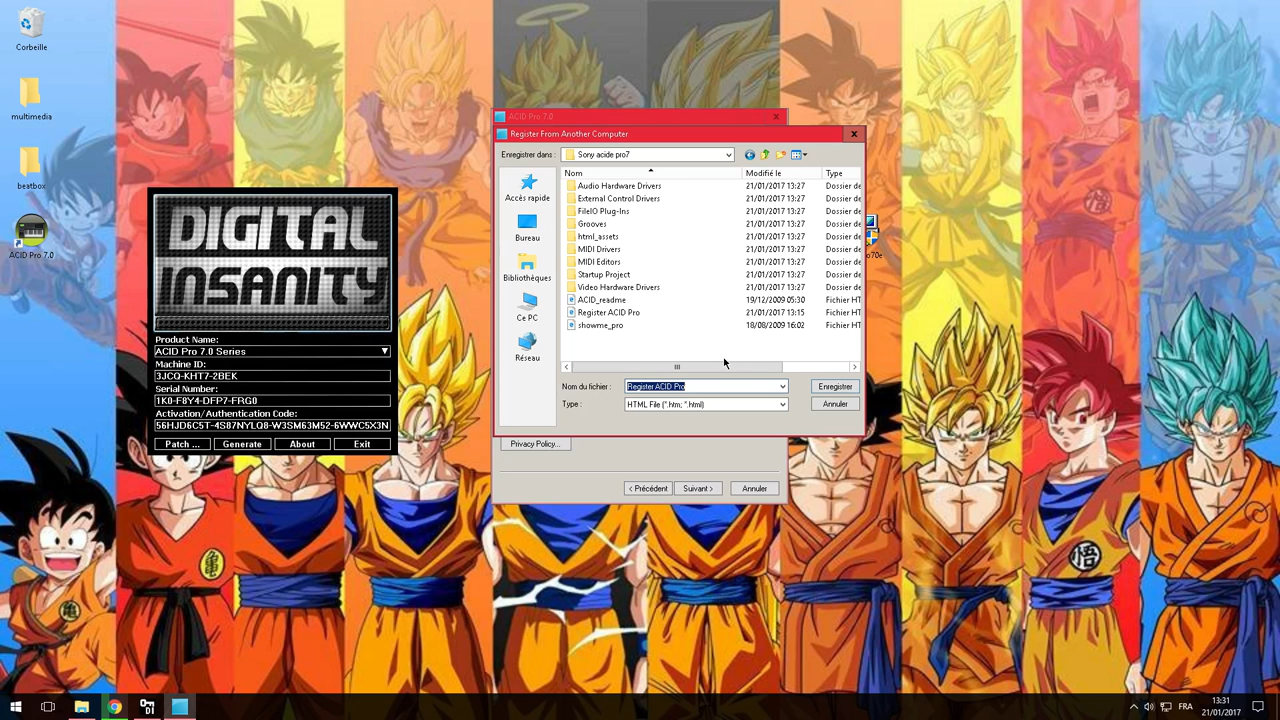 Corbeille
multimedia
beatbox
ACID Pro 7.0
DIGITAL
INSANITY
Product Name:
ACID Pro 7.0 Series
Machine ID:
3JCQ-KHT7-2BEK
Serial Number:
1K0-F8Y4-DFP7-FRG0
Activation/Authentication Code:
56HJD6C5T-4S87NYLQ8-W3SM63M52-6WWC5X3N
Patch ... Generate About Exit
ACID Pro 7.0
Register From Another Computer
Enregistrer dans : Sony acide pro7
Accès rapide
Bureau
Bibliothèques
Ce PC
Réseau
Nom Modifié le Type
Audio Hardware Drivers 21/01/2017 13:27 Dossier de
External Control Drivers 21/01/2017 13:27 Dossier de
FileIO Plug-Ins 21/01/2017 13:27 Dossier de
Grooves 21/01/2017 13:27 Dossier de
html_assets 21/01/2017 13:27 Dossier de
MIDI Drivers 21/01/2017 13:27 Dossier de
MIDI Editors 21/01/2017 13:27 Dossier de
Startup Project 21/01/2017 13:27 Dossier de
Video Hardware Drivers 21/01/2017 13:27 Dossier de
ACID_readme 19/12/2009 05:30 Fichier HT
Register ACID Pro 21/01/2017 13:15 Fichier HT
showme_pro 18/08/2009 16:02 Fichier HT
Nom du fichier : Register ACID Pro Enregistrer
Type : HTML File (*.htm; *.html) Annuler
Privacy Policy...
< Précédent Suivant > Annuler
o70e
FRA
13:31
21/01/2017